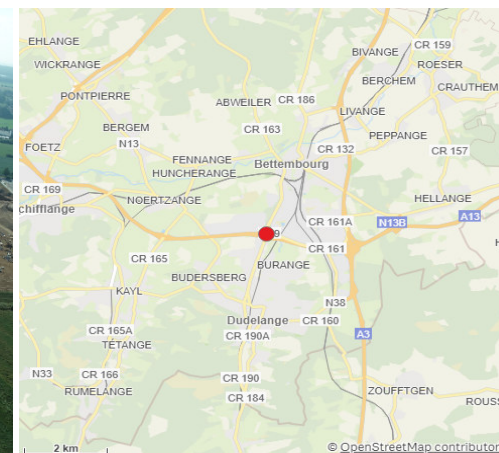 EHLANGE
CR 159
BIVANGE
ROESER
WICKRANGE
BERCHEM
CRAUTHEM
PONTPIERRE
ABWEILER
CR 186
LIVANGE
BERGEM
CR 163
PEPPANGE
FOETZ
N13
CR 132
CR 157
FENNANGE
Bettembourg
HUNCHERANGE
CR 169
HELLANGE
NOERTZANGE
chifflange
CR 161A
N13B
A13
CR 161
CR 165
BURANGE
BUDERSBERG
KAYL
N38
Dudelange
CR 160
CR 165A
CR 190A
A3
TÉTANGE
N33
CR 166
CR 190
RUMELANGE
CR 184
ZOUFFTGEN
ROUSS
2 km
© OpenStreetMap contributor